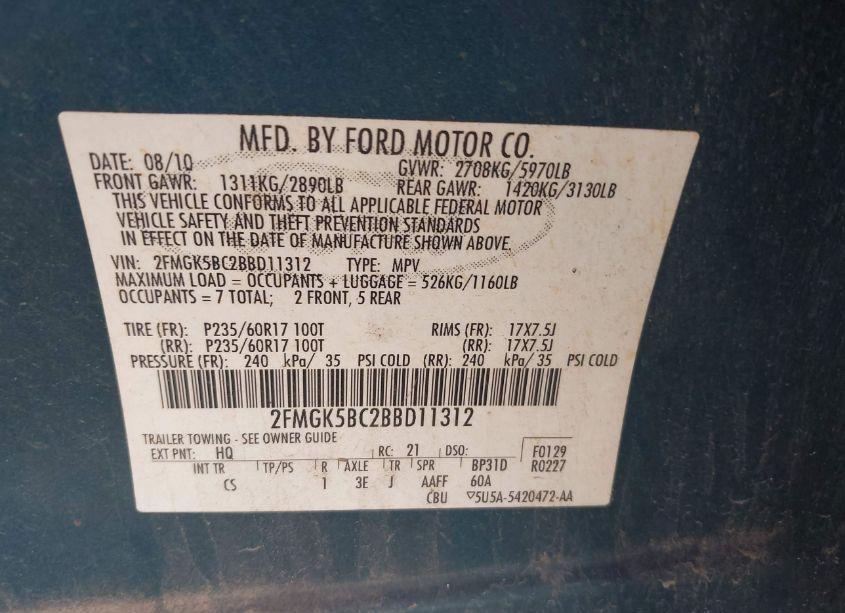 MFD. BY FORD MOTOR CO.
DATE: 08/10 GVWR: 2708KG/5970LB
FRONT GAWR: 1311KG/2890LB REAR GAWR: 1420KG/3130LB
THIS VEHICLE CONFORMS TO ALL APPLICABLE FEDERAL MOTOR
VEHICLE SAFETY AND THEFT PREVENTION STANDARDS
IN EFFECT ON THE DATE OF MANUFACTURE SHOWN ABOVE.
VIN: 2FMGK5BC2BBD11312 TYPE: MPV
MAXIMUM LOAD = OCCUPANTS + LUGGAGE = 526KG/1160LB
OCCUPANTS = 7 TOTAL; 2 FRONT, 5 REAR
TIRE (FR): P235/60R17 100T RIMS (FR): 17X7.5J
(RR): P235/60R17 100T (RR): 17X7.5J
PRESSURE (FR): 240 kPa/ 35 PSI COLD (RR): 240 kPa/ 35 PSI COLD
2FMGK5BC2BBD11312
TRAILER TOWING - SEE OWNER GUIDE
EXT PNT: HQ RC: 21 DSO: F0129
INT TR TP/PS R AXLE TR SPR BP31D R0227
CS 1 3E J AAFF 60A
CBU ▽5U5A-5420472-AA